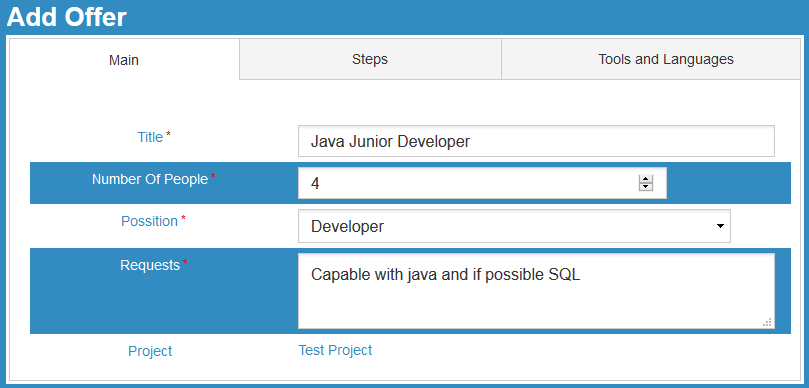 Add Offer
Main Steps Tools and Languages
Title * Java Junior Developer
Number Of People * 4
Possition * Developer
Requests * Capable with java and if possible SQL
Project Test Project